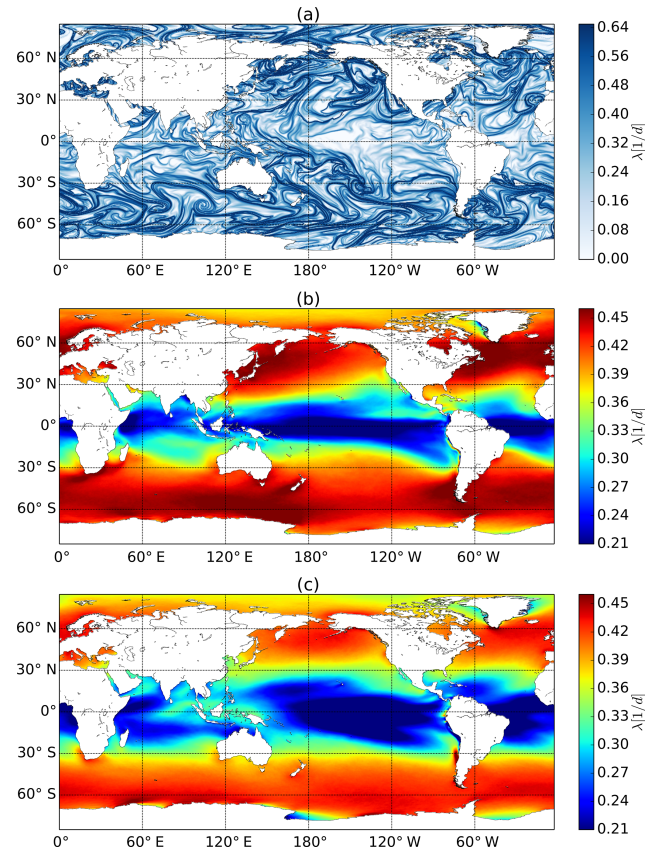 (a)
60° N
30° N
0°
30° S
60° S
0°
60° E
120° E
180°
120° W
60° W
0.64
0.56
0.48
0.40
0.32
0.24
0.16
0.08
0.00
λ[1/d]
(b)
60° N
30° N
0°
30° S
60° S
0°
60° E
120° E
180°
120° W
60° W
0.45
0.42
0.39
0.36
0.33
0.30
0.27
0.24
0.21
λ[1/d]
(c)
60° N
30° N
0°
30° S
60° S
0°
60° E
120° E
180°
120° W
60° W
0.45
0.42
0.39
0.36
0.33
0.30
0.27
0.24
0.21
λ[1/d]